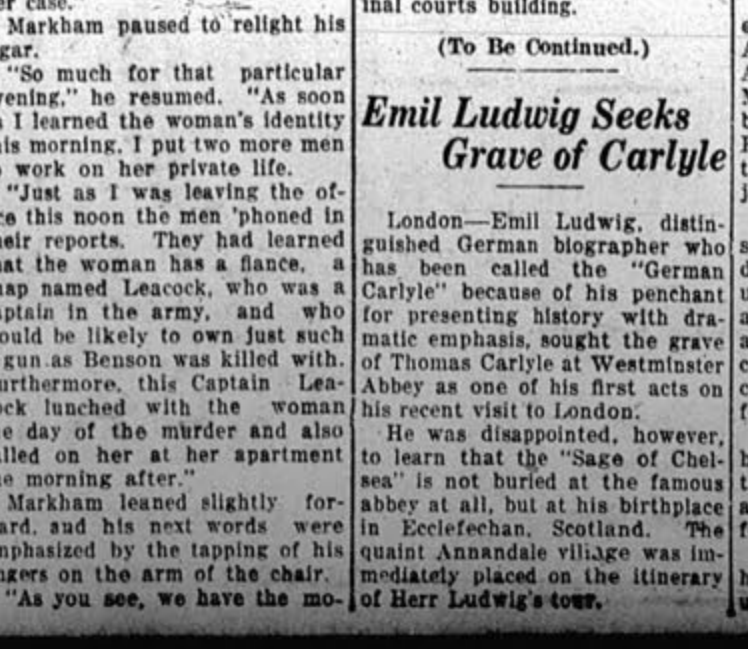 er case.
Markham paused to relight his
gar.
"So much for that particular
vening," he resumed. "As soon
I learned the woman's identity
is morning, I put two more men
work on her private life.
"Just as I was leaving the of-
ce this noon the men 'phoned in
eir reports. They had learned
at the woman has a fiance, a
ap named Leacock, who was a
ptain in the army, and who
ould be likely to own just such
gun as Benson was killed with.
urthermore, this Captain Lea-
ock lunched with the woman
e day of the murder and also
lled on her at her apartment
e morning after."
Markham leaned slightly for-
ard, and his next words were
mphasized by the tapping of his
ngers on the arm of the chair.
"As you see, we have the mo-
inal courts building.
(To Be Continued.)
Emil Ludwig Seeks
Grave of Carlyle
London—Emil Ludwig, distin-
guished German biographer who
has been called the "German
Carlyle" because of his penchant
for presenting history with dra-
matic emphasis, sought the grave
of Thomas Carlyle at Westminster
Abbey as one of his first acts on
his recent visit to London.
He was disappointed, however,
to learn that the "Sage of Chel-
sea" is not buried at the famous
abbey at all, but at his birthplace
in Ecclefechan, Scotland. The
quaint Annandale village was im-
mediately placed on the itinerary
of Herr Ludwig's tour.